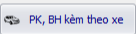 PK, BH kèm theo xe